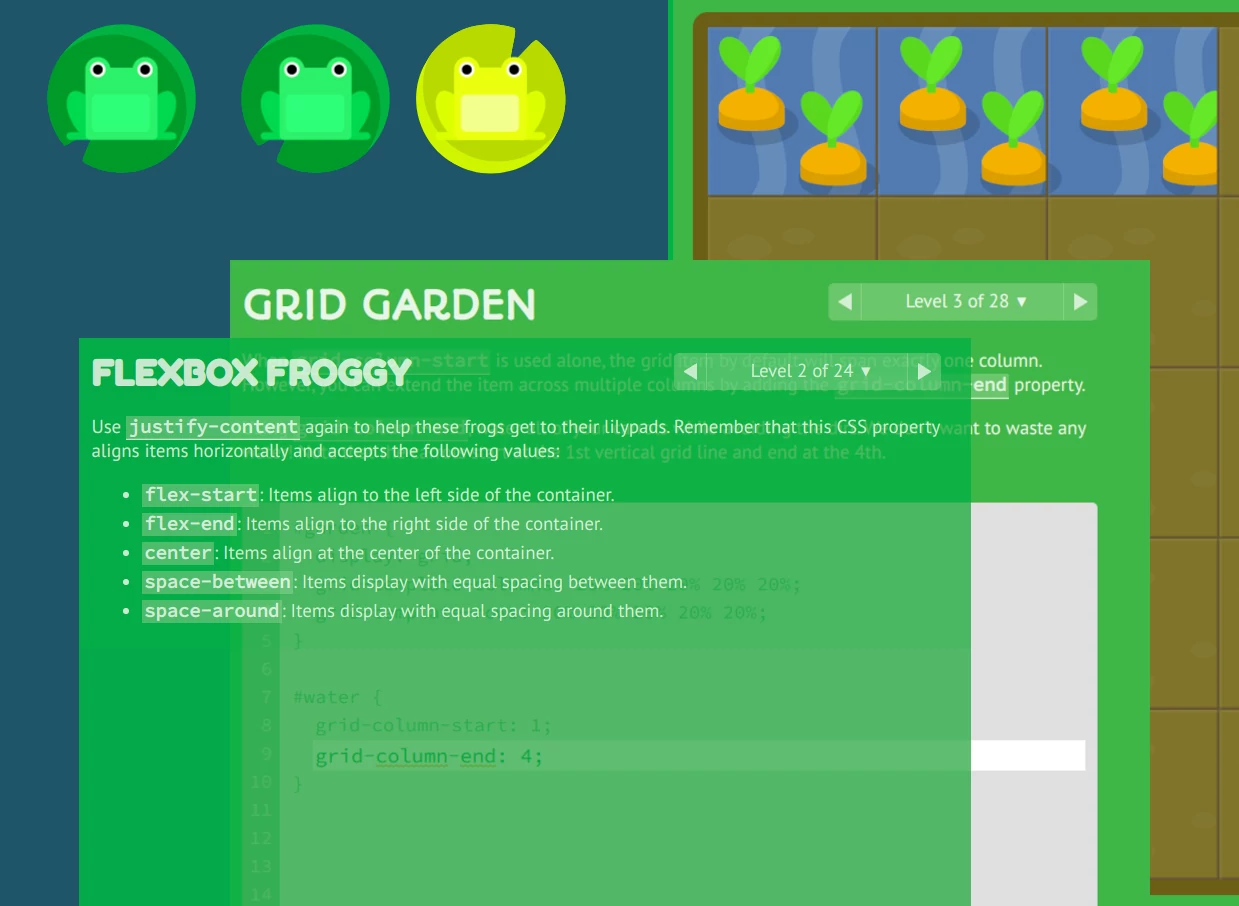 GRID GARDEN
Level 3 of 28 ▼
When grid-column-start is used alone, the grid item by default will span exactly one column.
However, you can extend the item across multiple columns by adding the grid-column-end property.
want to waste any
the 1st vertical grid line and end at the 4th.
FLEXBOX FROGGY
Level 2 of 24 ▼
Use justify-content again to help these frogs get to their lilypads. Remember that this CSS property
aligns items horizontally and accepts the following values:
• flex-start: Items align to the left side of the container.
• flex-end: Items align to the right side of the container.
• center: Items align at the center of the container.
• space-between: Items display with equal spacing between them.
• space-around: Items display with equal spacing around them.
20% 20%;
20% 20%;
5 }
6
7 #water {
8 grid-column-start: 1;
9 grid-column-end: 4;
10 }
11
12
13
14